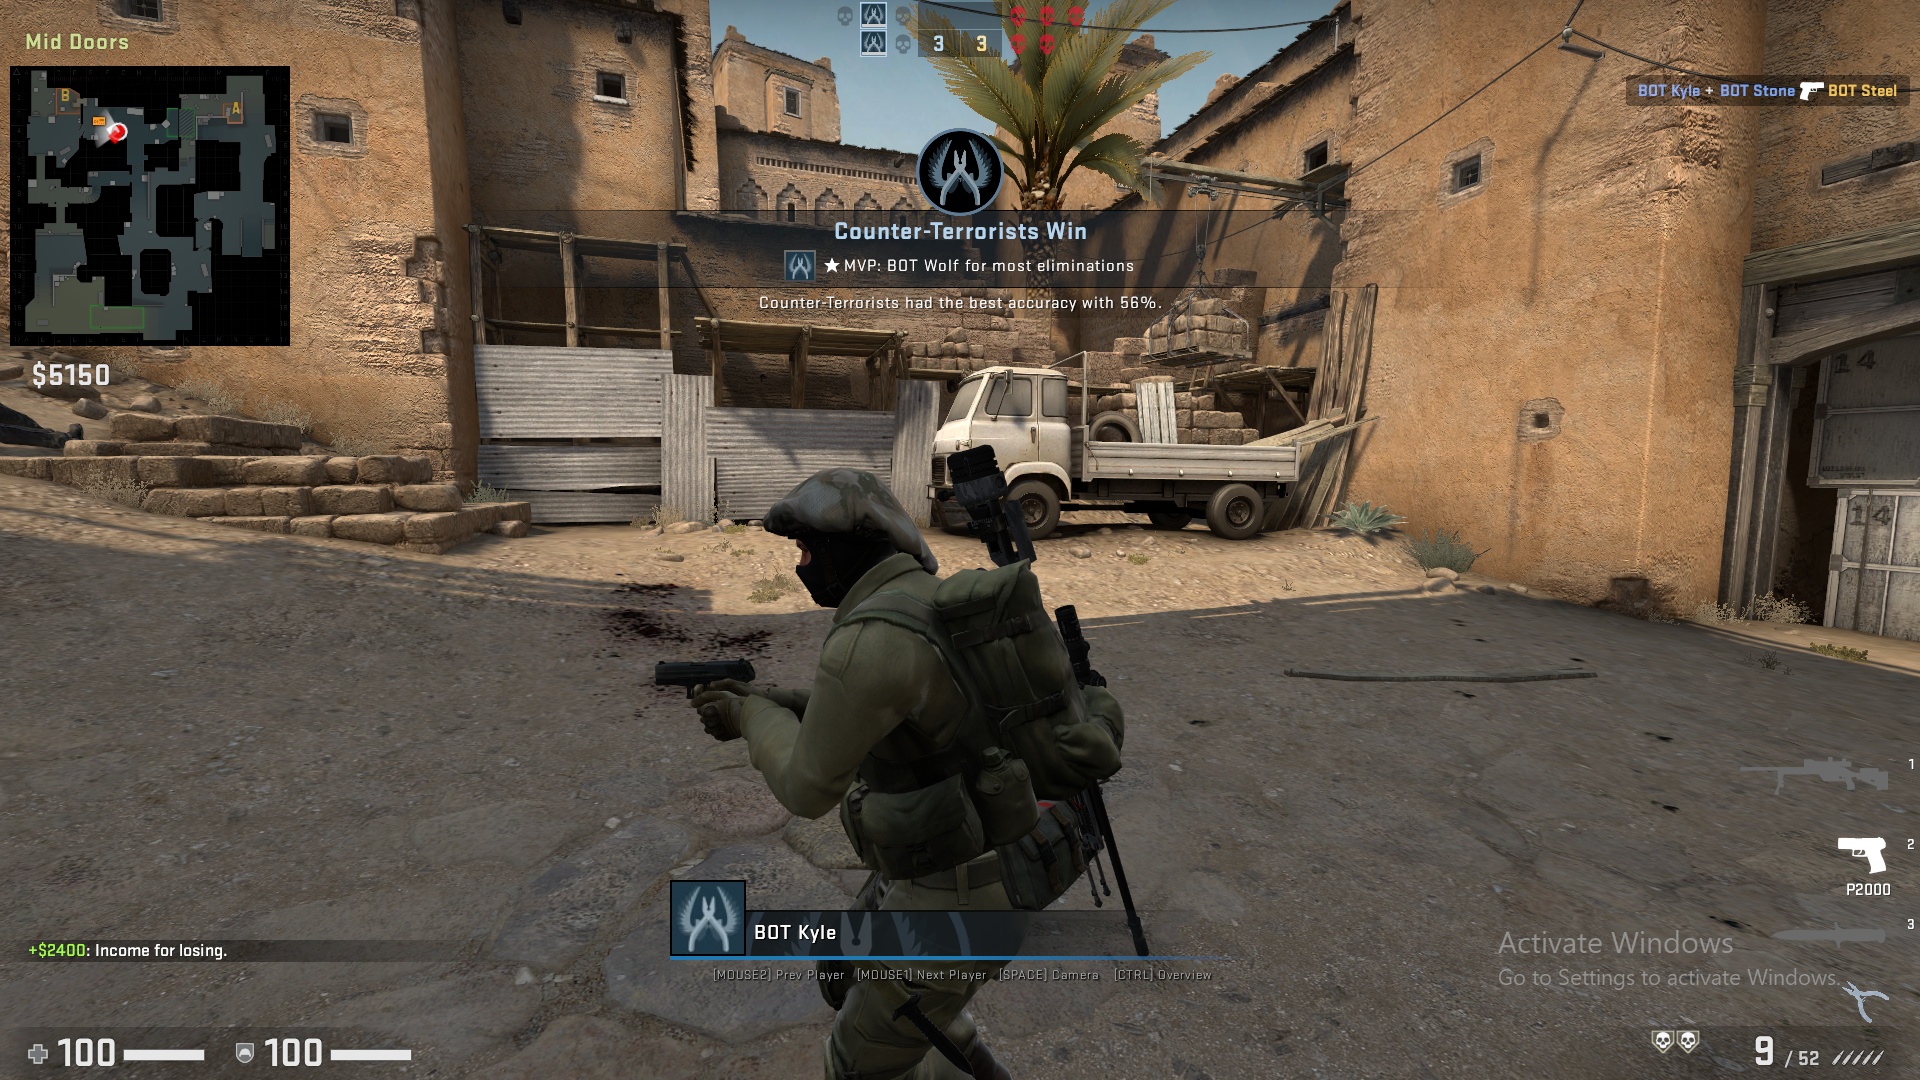 Mid Doors
3 3
B
A
BOT Kyle + BOT Stone BOT Steel
Counter-Terrorists Win
MVP: BOT Wolf for most eliminations
Counter-Terrorists had the best accuracy with 56%.
$5150
14
14
1
2
P2000
3
BOT Kyle
+$2400: Income for losing.
[MOUSE2] Prev Player [MOUSE1] Next Player [SPACE] Camera [CTRL] Overview
Activate Windows
Go to Settings to activate Windows.
100 100
9 / 52